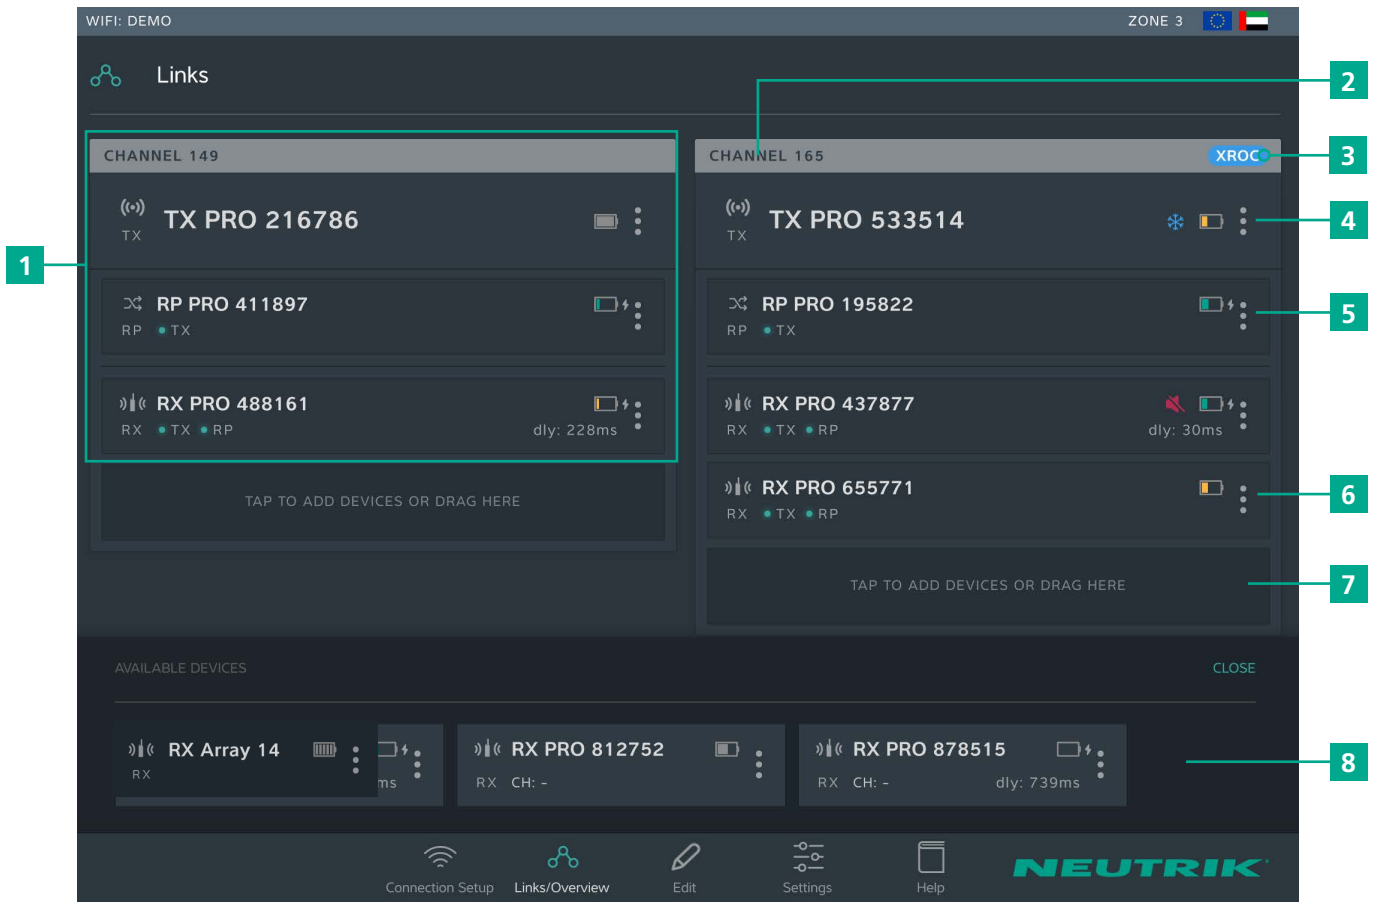 WIFI: DEMO
ZONE 3
Links
2
CHANNEL 149
CHANNEL 165
XROC
3
TX PRO 216786
TX
TX PRO 533514
TX
4
1
RP PRO 411897
RP TX
RP PRO 195822
RP TX
5
RX PRO 488161
RX TX RP
dly: 228ms
RX PRO 437877
RX TX RP
dly: 30ms
TAP TO ADD DEVICES OR DRAG HERE
RX PRO 655771
RX TX RP
6
TAP TO ADD DEVICES OR DRAG HERE
7
AVAILABLE DEVICES
CLOSE
RX Array 14
RX
ms
RX PRO 812752
RX CH: -
RX PRO 878515
RX CH: -
dly: 739ms
8
Connection Setup
Links/Overview
Edit
Settings
Help
NEUTRIK